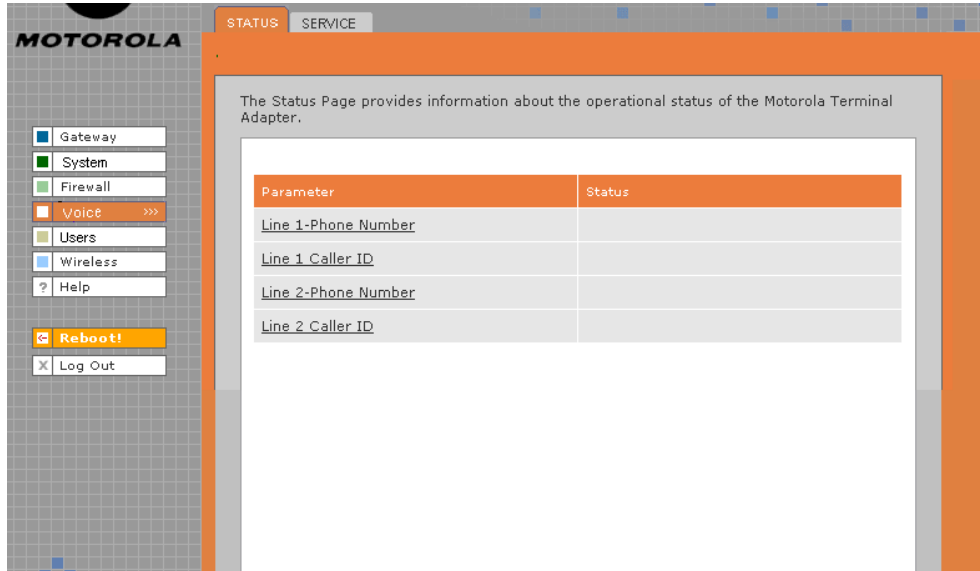 MOTOROLA
STATUS
SERVICE
The Status Page provides information about the operational status of the Motorola Terminal
Adapter.
Gateway
System
Firewall
Voice >>>
Users
Wireless
? Help
Reboot!
X Log Out
Parameter Status
Line 1-Phone Number
Line 1 Caller ID
Line 2-Phone Number
Line 2 Caller ID